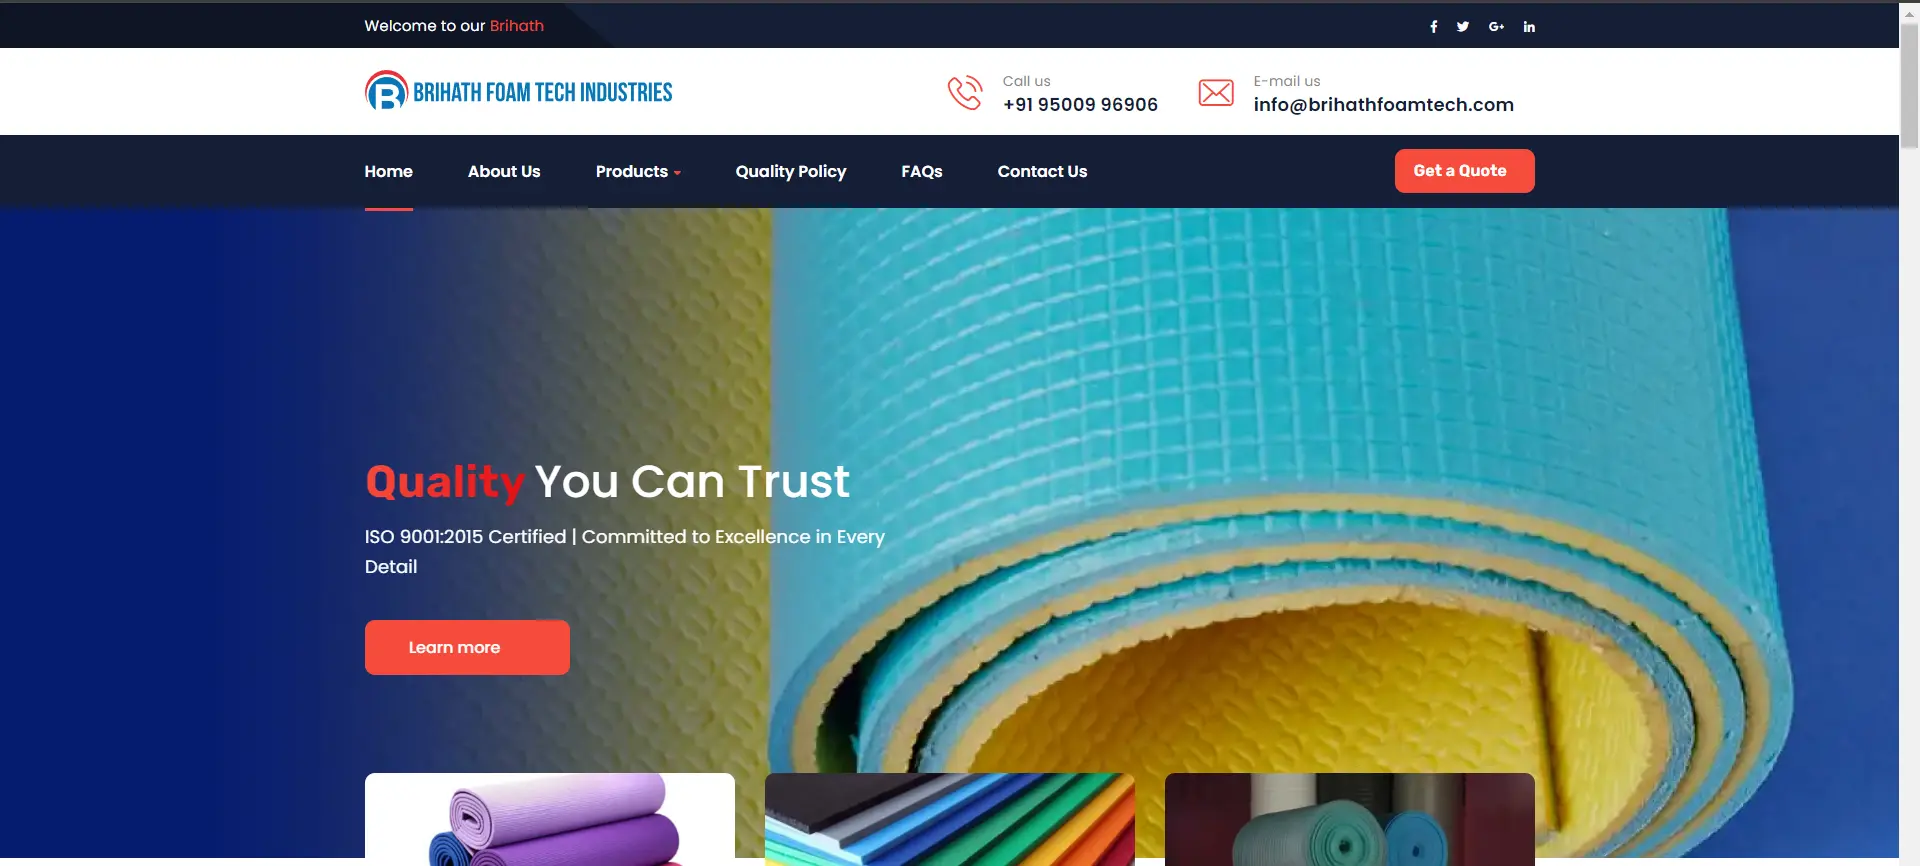 Welcome to our Brihath
BRIHATH FOAM TECH INDUSTRIES
Call us
+91 95009 96906
E-mail us
info@brihathfoamtech.com
Home
About Us
Products
Quality Policy
FAQs
Contact Us
Get a Quote
Quality You Can Trust
ISO 9001:2015 Certified | Committed to Excellence in Every
Detail
Learn more